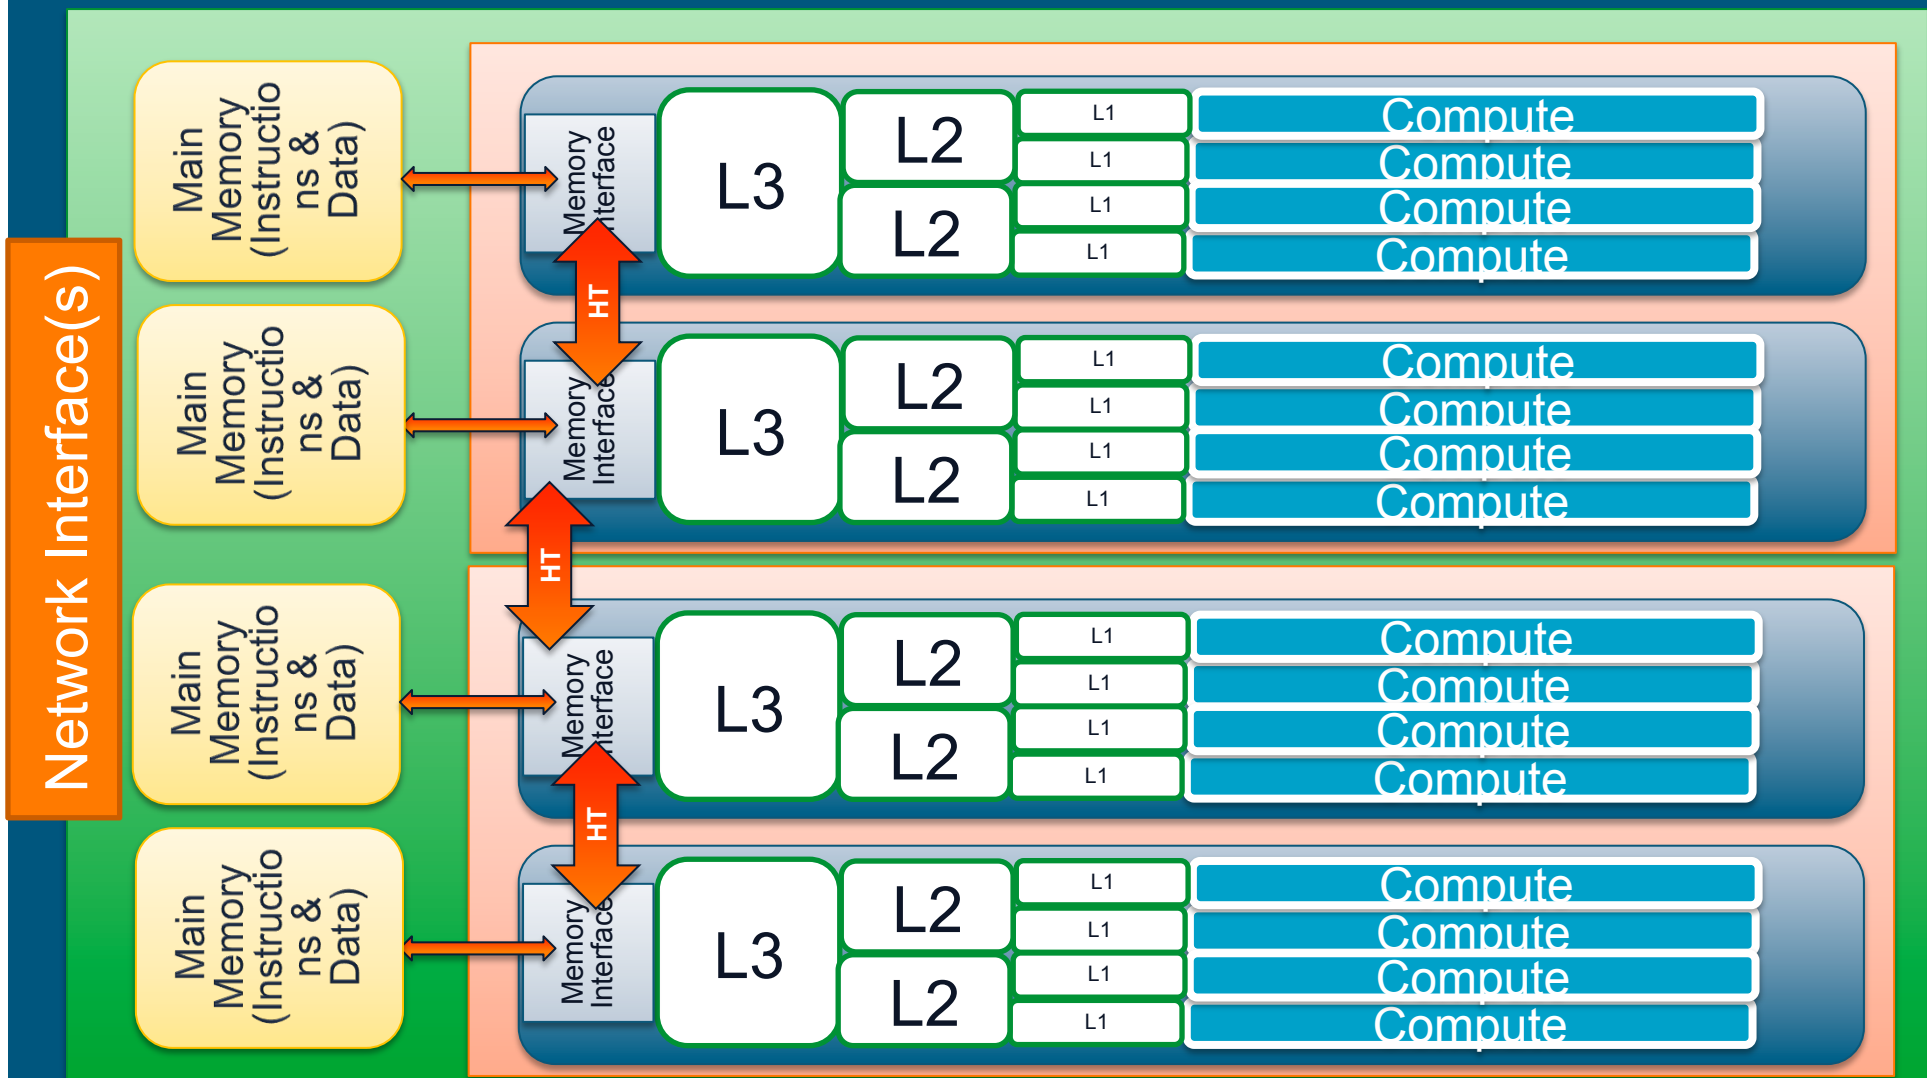 Network Interface(s)
Main
Memory
(Instructio
ns &
Data)
Memory
Interface
L3
L2
L2
L1
L1
L1
L1
Compute
Compute
Compute
Compute
HT
Main
Memory
(Instructio
ns &
Data)
Memory
Interface
L3
L2
L2
L1
L1
L1
L1
Compute
Compute
Compute
Compute
HT
Main
Memory
(Instructio
ns &
Data)
Memory
Interface
L3
L2
L2
L1
L1
L1
L1
Compute
Compute
Compute
Compute
HT
Main
Memory
(Instructio
ns &
Data)
Memory
Interface
L3
L2
L2
L1
L1
L1
L1
Compute
Compute
Compute
Compute